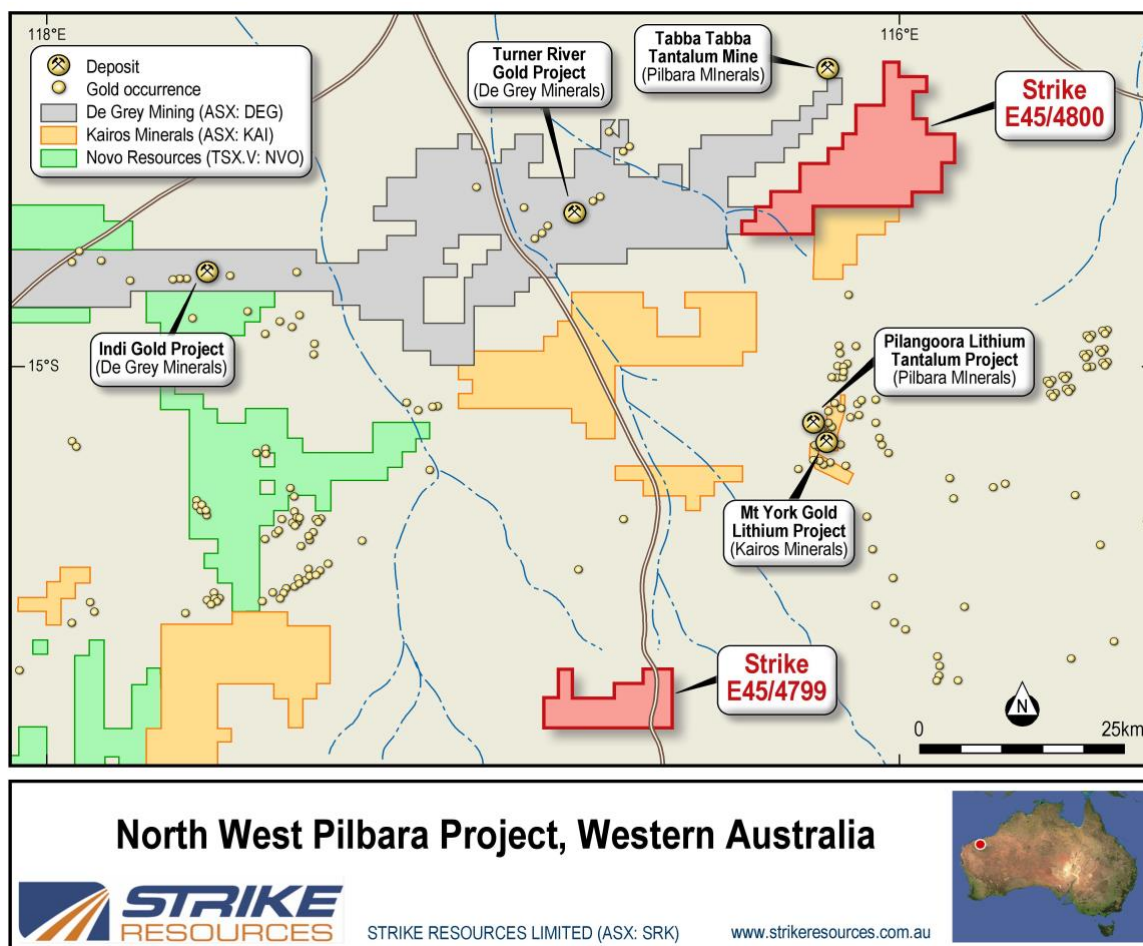 118°E
116°E
Deposit
Gold occurrence
De Grey Mining (ASX: DEG)
Kairos Minerals (ASX: KAI)
Novo Resources (TSX.V: NVO)
Turner River
Gold Project
(De Grey Minerals)
Tabba Tabba
Tantalum Mine
(Pilbara MInerals)
Strike
E45/4800
Indi Gold Project
(De Grey Minerals)
15°S
Pilangoora Lithium
Tantalum Project
(Pilbara MInerals)
Mt York Gold
Lithium Project
(Kairos Minerals)
Strike
E45/4799
N
0 25km
North West Pilbara Project, Western Australia
STRIKE
RESOURCES
STRIKE RESOURCES LIMITED (ASX: SRK) www.strikeresources.com.au